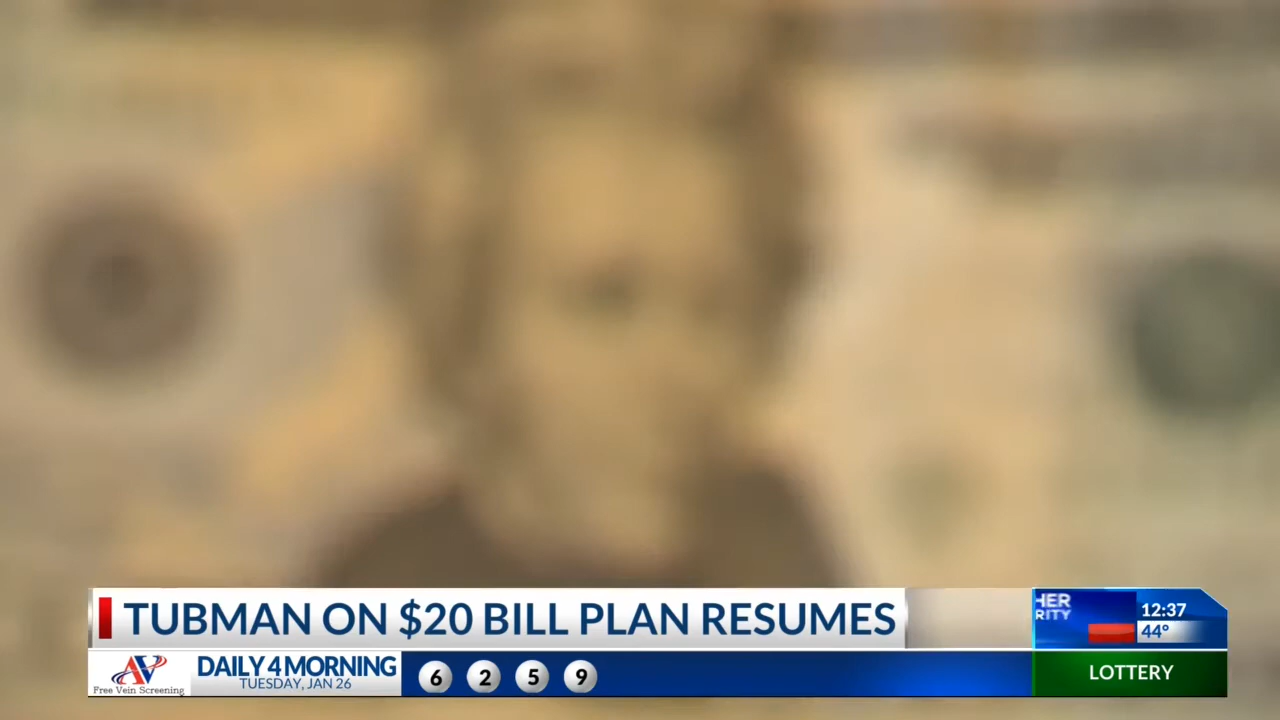 TUBMAN ON $20 BILL PLAN RESUMES
HER
RITY
12:37
44°
AV
Free Vein Screening
DAILY 4 MORNING
TUESDAY, JAN 26
6 2 5 9
LOTTERY